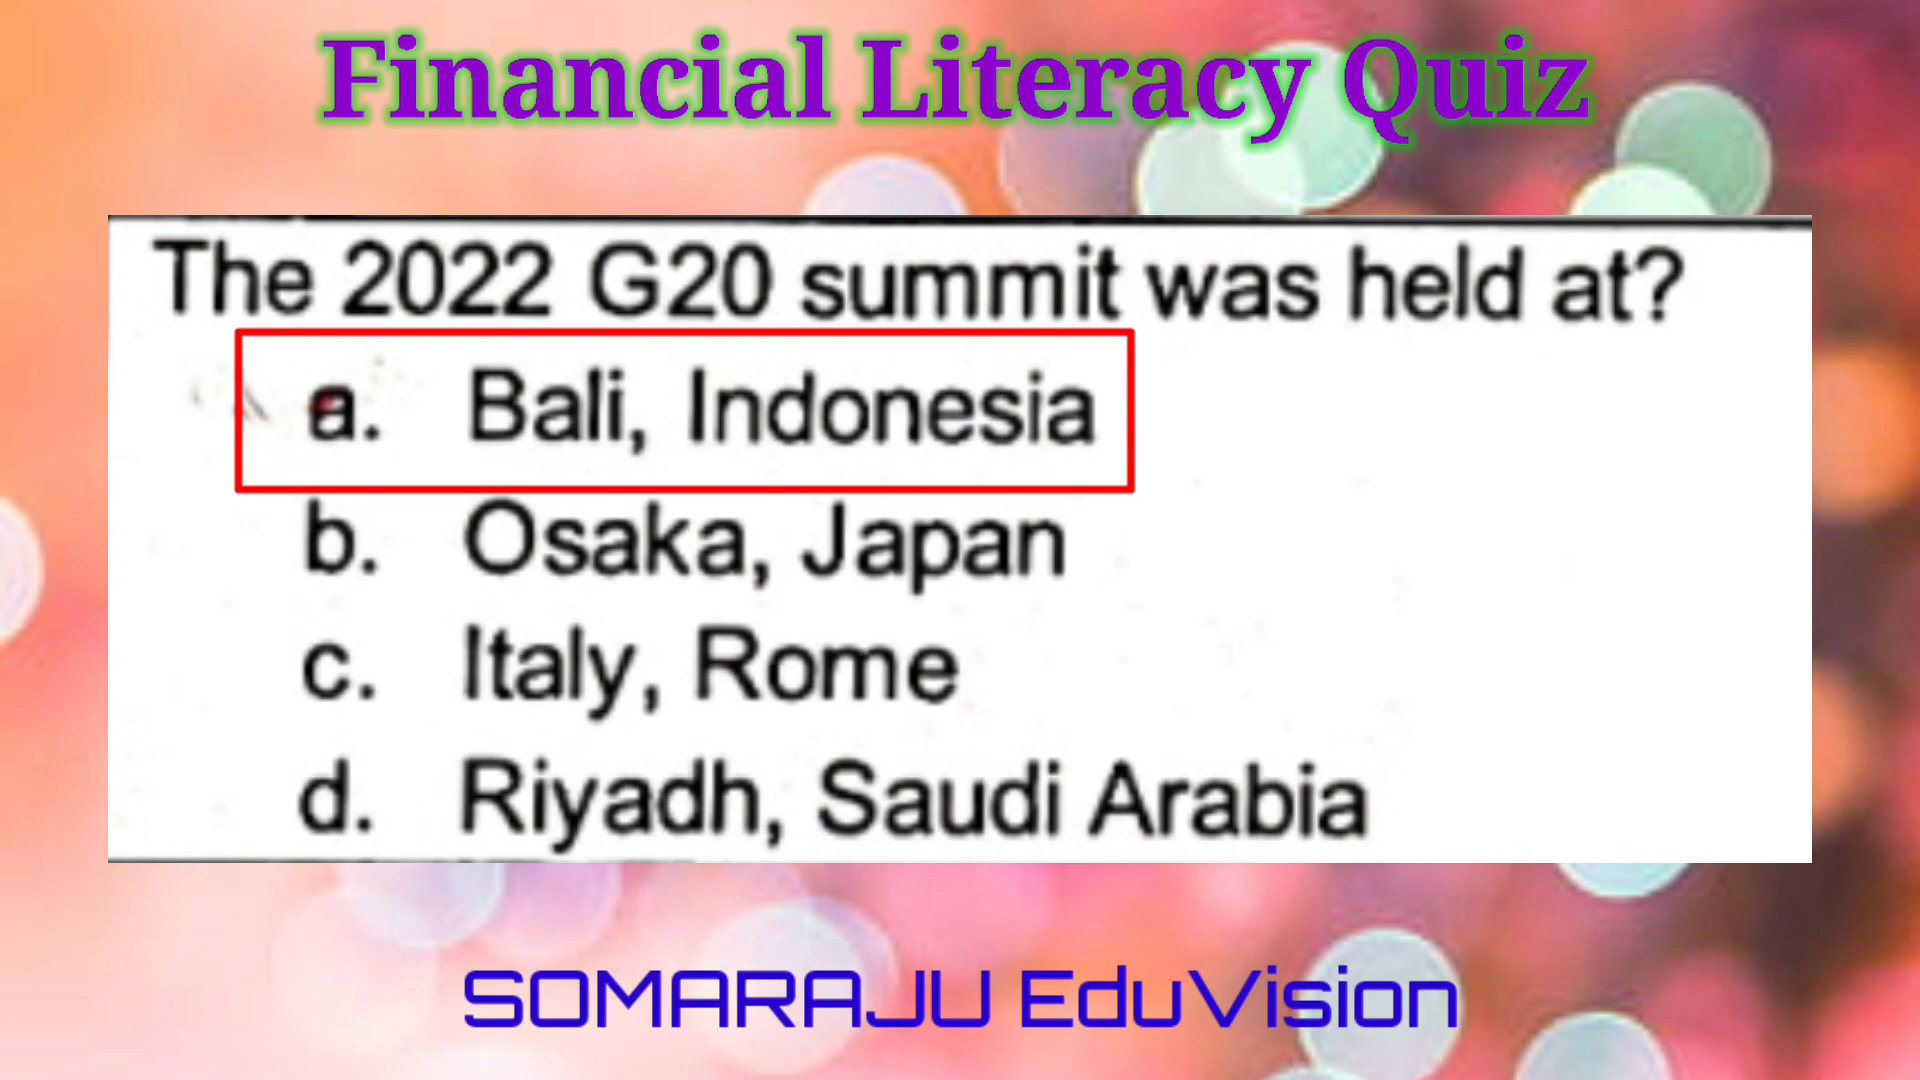 Financial Literacy Quiz
The 2022 G20 summit was held at?
a. Bali, Indonesia
b. Osaka, Japan
c. Italy, Rome
d. Riyadh, Saudi Arabia
SOMARAJU EduVision